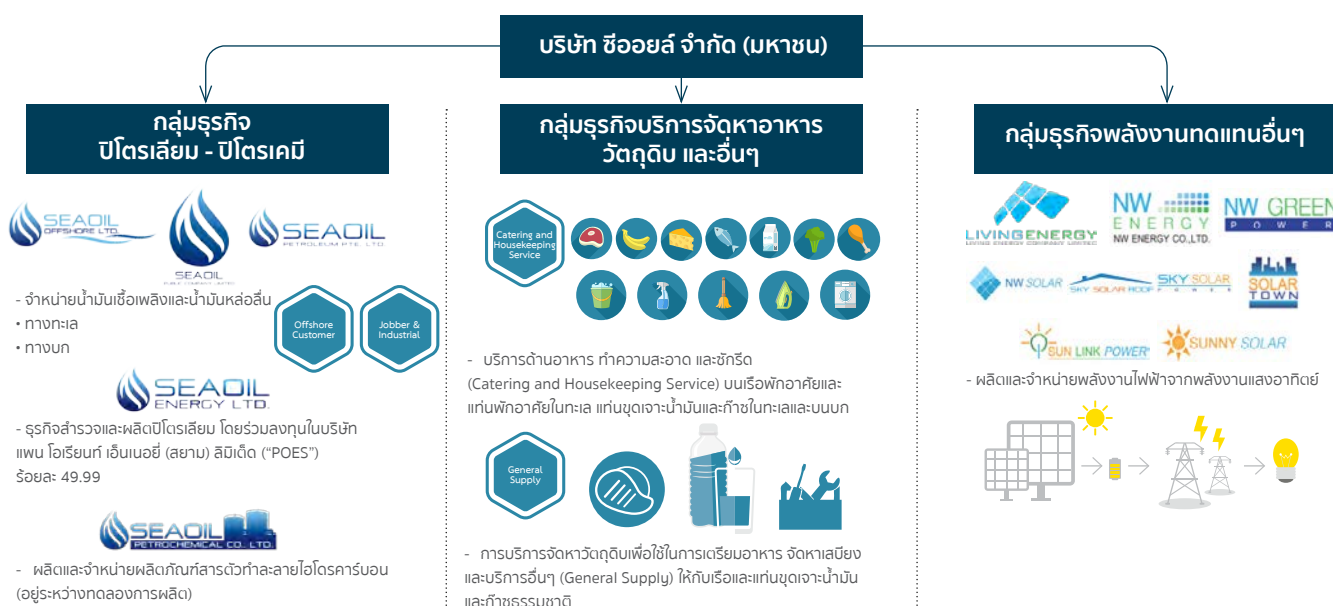 บริษัท ซีออยล์ จำกัด (มหาชน)
กลุ่มธุรกิจ
ปิโตรเลียม - ปิโตรเคมี
SEAOIL
OFFSHORE LTD.
SEAOIL
PUBLIC COMPANY LIMITED
SEAOIL
PETROLEUM PTE. LTD.
- จำหน่ายน้ำมันเชื้อเพลิงและน้ำมันหล่อลื่น
• ทางทะเล
• ทางบก
Offshore
Customer
Jobber &
Industrial
SEAOIL
ENERGY LTD.
- ธุรกิจสำรวจและผลิตปิโตรเลียม โดยร่วมลงทุนในบริษัท
แพน โอเรียนท์ เอ็นเนอยี่ (สยาม) ลิมิเต็ด (“POES”)
ร้อยละ 49.99
SEAOIL
PETROCHEMICAL CO. LTD.
- ผลิตและจำหน่ายผลิตภัณฑ์สารตัวทำละลายไฮโดรคาร์บอน
(อยู่ระหว่างทดลองการผลิต)
กลุ่มธุรกิจบริการจัดหาอาหาร
วัตถุดิบ และอื่นๆ
Catering and
Housekeeping
Service
- บริการด้านอาหาร ทำความสะอาด และซักรีด
(Catering and Housekeeping Service) บนเรือพักอาศัยและ
แท่นพักอาศัยในทะเล แท่นขุดเจาะน้ำมันและก๊าซในทะเลและบนบก
General
Supply
- การบริการจัดหาวัตถุดิบเพื่อใช้ในการเตรียมอาหาร จัดหาเสบียง
และบริการอื่นๆ (General Supply) ให้กับเรือและแท่นขุดเจาะน้ำมัน
และก๊าซธรรมชาติ
กลุ่มธุรกิจพลังงานทดแทนอื่นๆ
LIVINGENERGY
LIVING ENERGY COMPANY LIMITED
NW
ENERGY
NW ENERGY CO.,LTD.
NW GREEN
POWER
NW SOLAR
SKY SOLAR ROOF
SKY SOLAR
POWER
SOLAR
TOWN
SUN LINK POWER
SUNNY SOLAR
- ผลิตและจำหน่ายพลังงานไฟฟ้าจากพลังงานแสงอาทิตย์